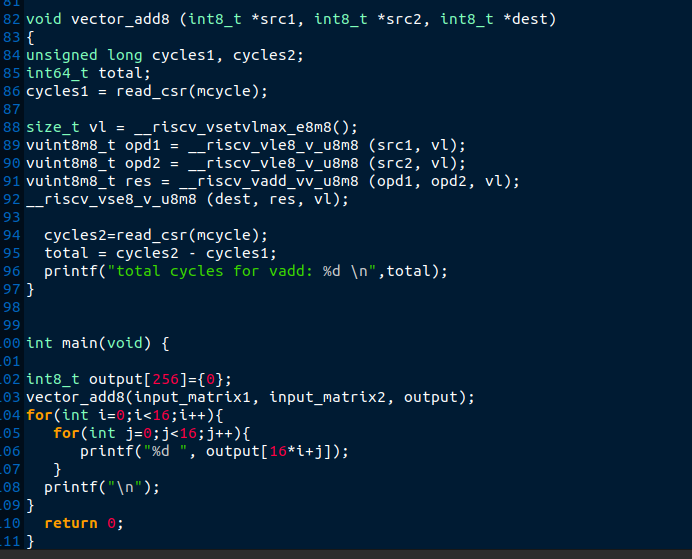 81
82 void vector_add8 (int8_t *src1, int8_t *src2, int8_t *dest)
83 {
84 unsigned long cycles1, cycles2;
85 int64_t total;
86 cycles1 = read_csr(mcycle);
87
88 size_t vl = __riscv_vsetvlmax_e8m8();
89 vuint8m8_t opd1 = __riscv_vle8_v_u8m8 (src1, vl);
90 vuint8m8_t opd2 = __riscv_vle8_v_u8m8 (src2, vl);
91 vuint8m8_t res = __riscv_vadd_vv_u8m8 (opd1, opd2, vl);
92 __riscv_vse8_v_u8m8 (dest, res, vl);
93
94   cycles2=read_csr(mcycle);
95   total = cycles2 - cycles1;
96   printf("total cycles for vadd: %d \n",total);
97 }
98
99
00 int main(void) {
01
02 int8_t output[256]={0};
03 vector_add8(input_matrix1, input_matrix2, output);
04 for(int i=0;i<16;i++){
05    for(int j=0;j<16;j++){
06       printf("%d ", output[16*i+j]);
07    }
08   printf("\n");
09 }
10   return 0;
11 }